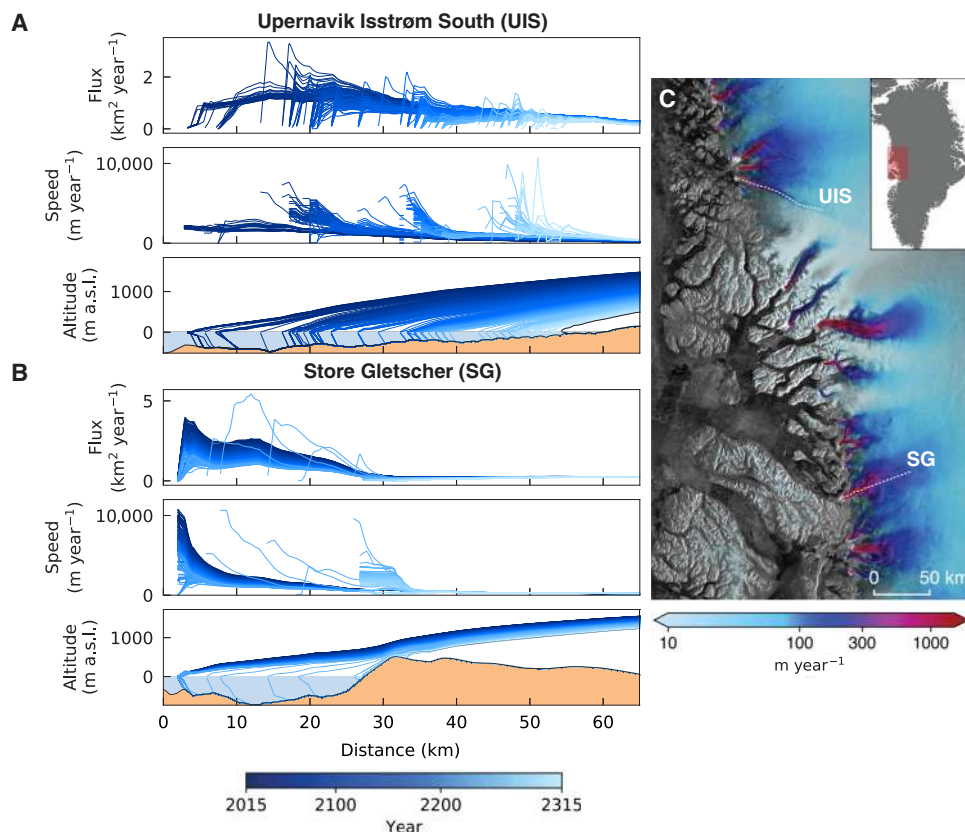 A
Upernavik Isstrøm South (UIS)
Flux
(km² year⁻¹)
2
0
Speed
(m year⁻¹)
10,000
0
Altitude
(m a.s.l.)
1000
0
B
Store Gletscher (SG)
Flux
(km² year⁻¹)
5
0
Speed
(m year⁻¹)
10,000
0
Altitude
(m a.s.l.)
1000
0
0 10 20 30 40 50 60
Distance (km)
2015 2100 2200 2315
Year
C
UIS
SG
0 50 km
10 100 300 1000
m year⁻¹